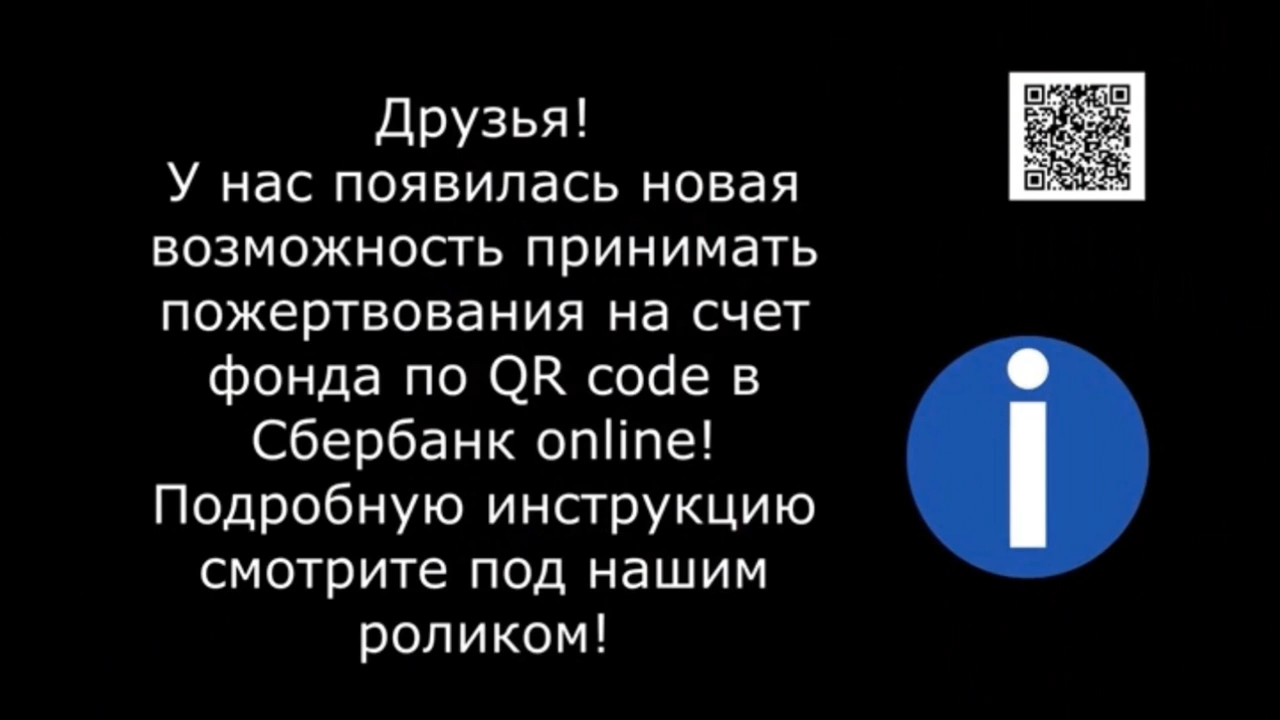 Друзья!
У нас появилась новая
возможность принимать
пожертвования на счет
фонда по QR code в
Сбербанк online!
Подробную инструкцию
смотрите под нашим
роликом!